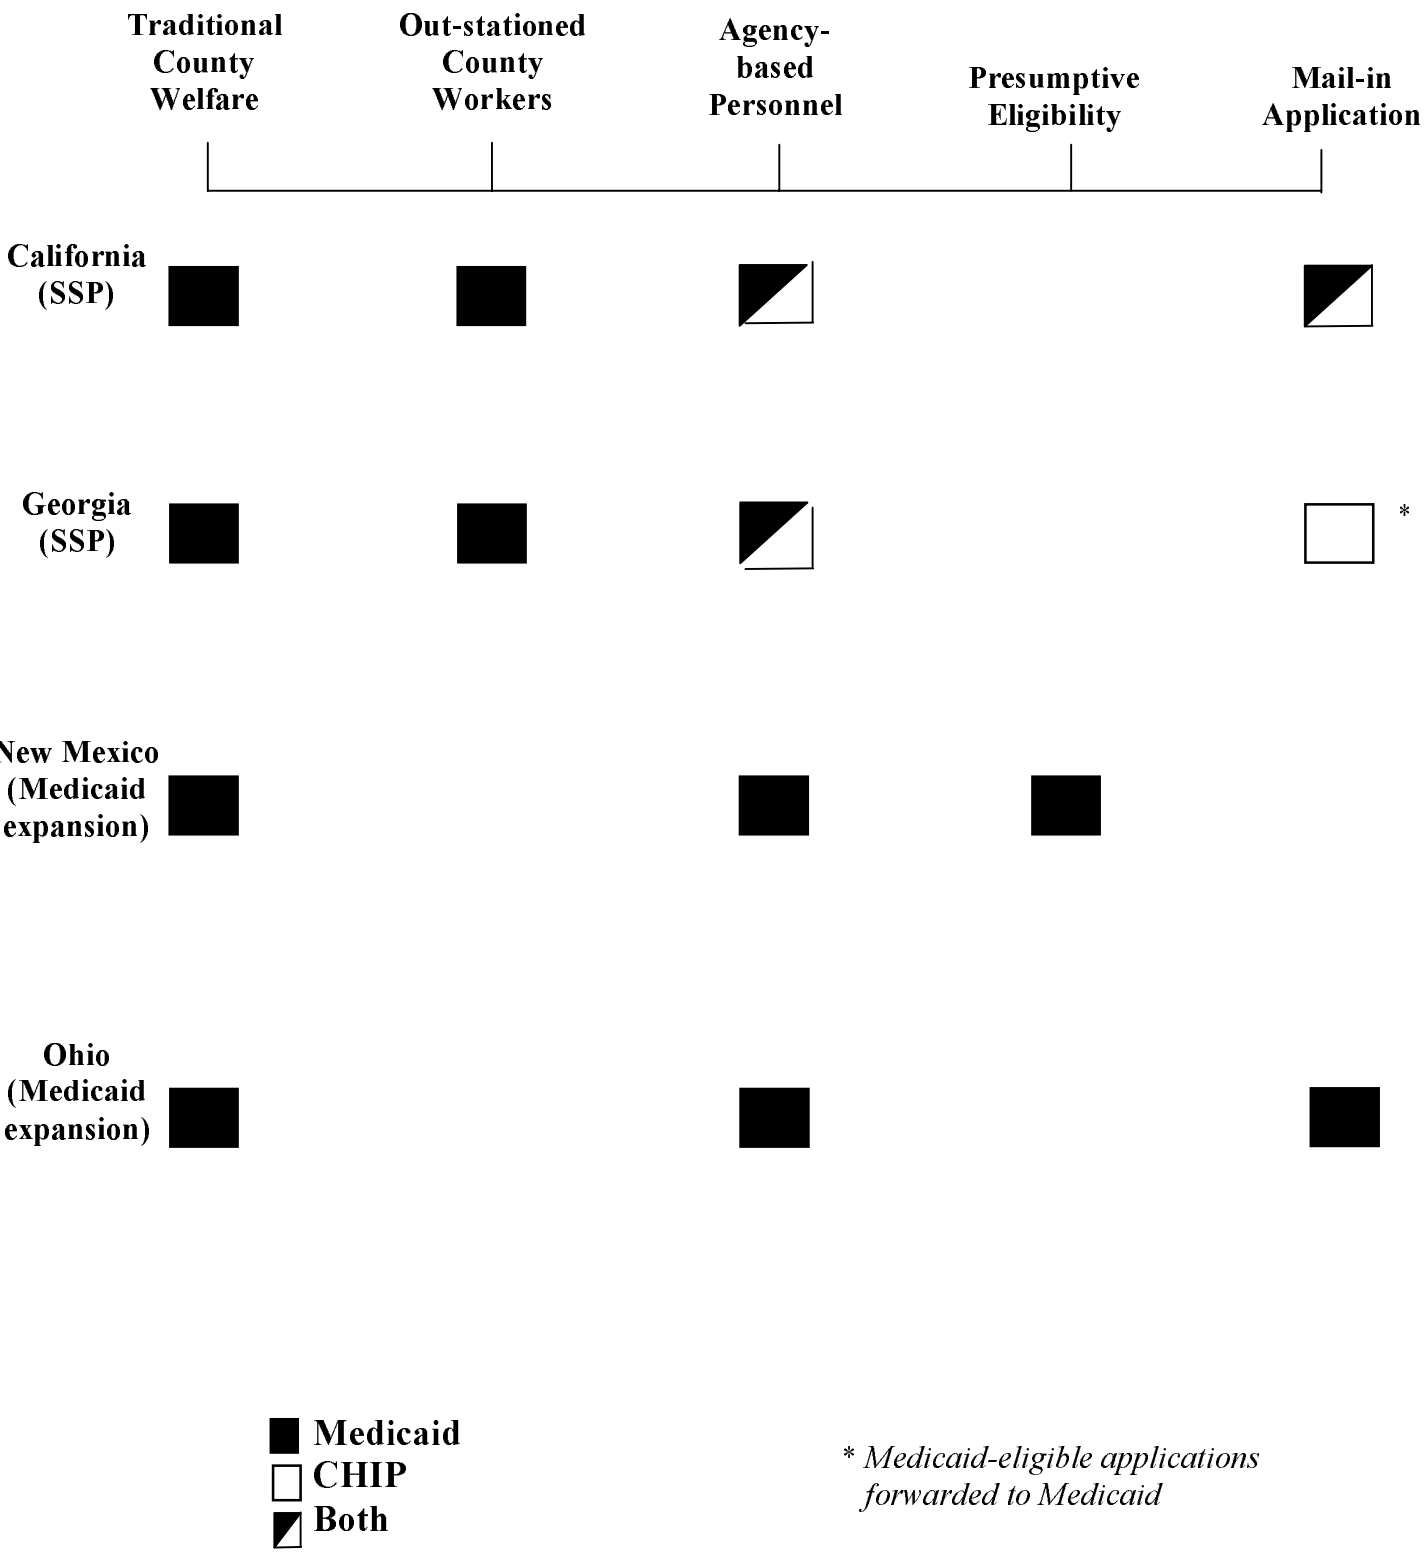 Traditional
County
Welfare
Out-stationed
County
Workers
Agency-
based
Personnel
Presumptive
Eligibility
Mail-in
Application
California
(SSP)
Georgia
(SSP)
*
New Mexico
(Medicaid
expansion)
Ohio
(Medicaid
expansion)
Medicaid
CHIP
Both
* Medicaid-eligible applications
forwarded to Medicaid